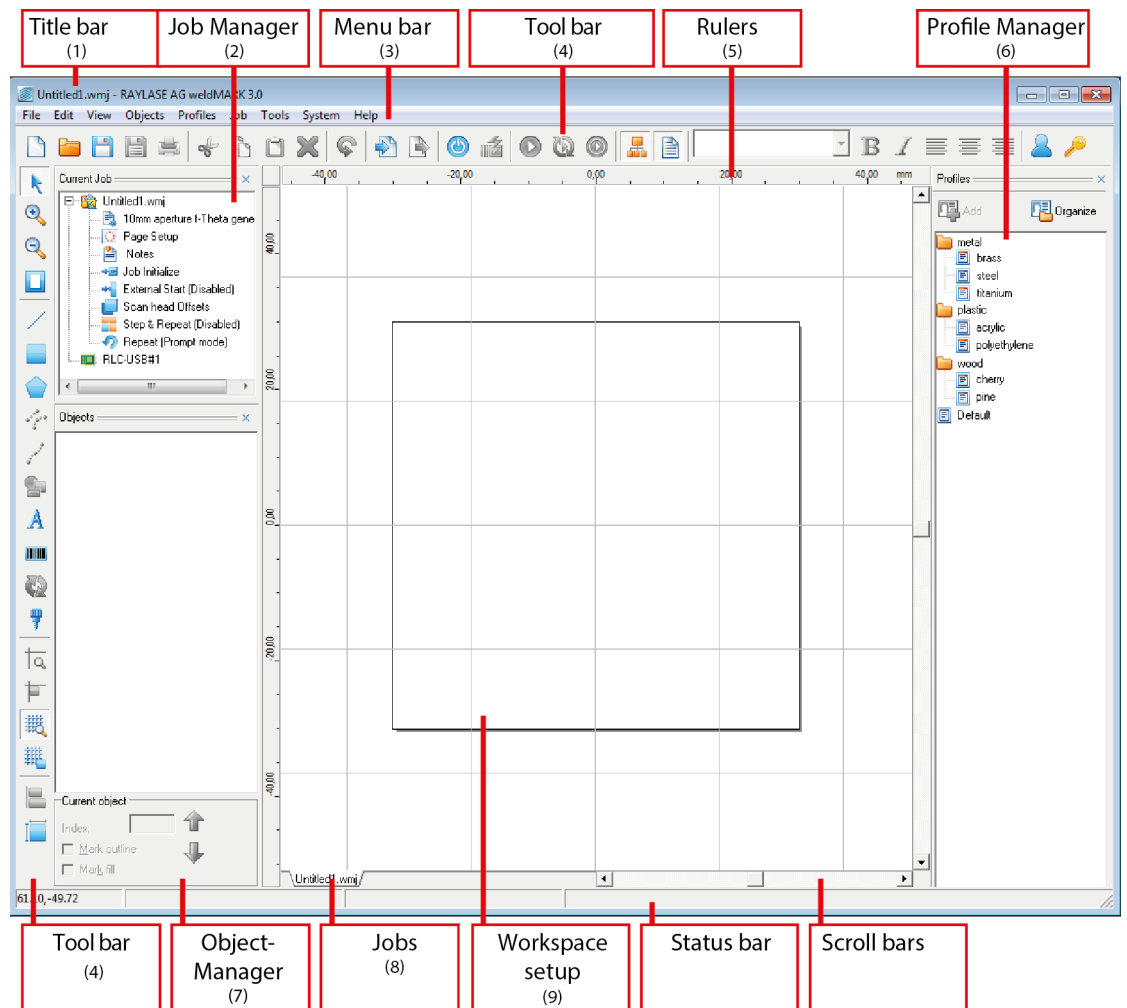 Title bar
(1)
Job Manager
(2)
Menu bar
(3)
Tool bar
(4)
Rulers
(5)
Profile Manager
(6)
Untitled1.wmj - RAYLASE AG weldMARK 3.0
File Edit View Objects Profiles Job Tools System Help
B I
Current Job
Untitled1.wmj
10mm aperture f-Theta gene
Page Setup
Notes
Job Initialize
External Start (Disabled)
Scan head Offsets
Step & Repeat (Disabled)
Repeat (Prompt mode)
RLC-USB#1
Objects
Current object
Index:
Mark outline
Mark fill
-40,00 -20,00 0,00 20,00 40,00 mm
40,00
20,00
0,00
-20,00
-40,00
Profiles
Add Organize
metal
brass
steel
titanium
plastic
acrylic
polyethylene
wood
cherry
pine
Default
Untitled1.wmj
-49.72
Tool bar
(4)
Object-
Manager
(7)
Jobs
(8)
Workspace
setup
(9)
Status bar
Scroll bars